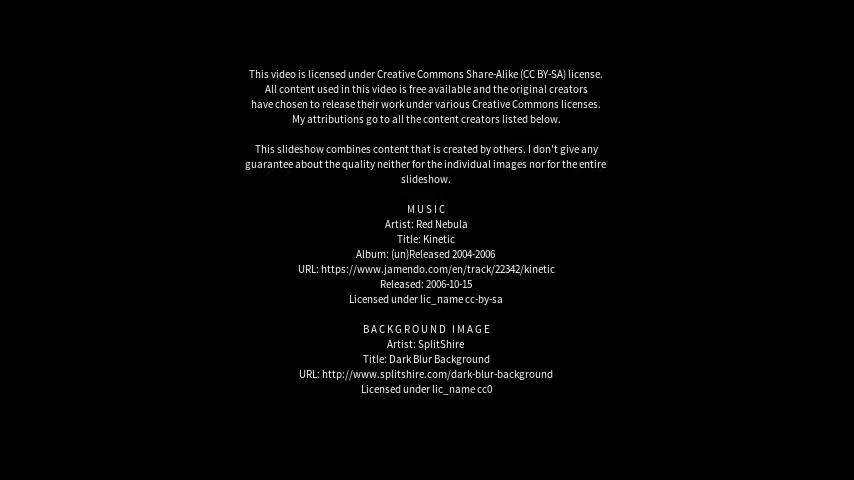 This video is licensed under Creative Commons Share-Alike (CC BY-SA) license.
All content used in this video is free available and the original creators
have chosen to release their work under various Creative Commons licenses.
My attributions go to all the content creators listed below.
This slideshow combines content that is created by others. I don't give any
guarantee about the quality neither for the individual images nor for the entire
slideshow.
MUSIC
Artist: Red Nebula
Title: Kinetic
Album: (un)Released 2004-2006
URL: https://www.jamendo.com/en/track/22342/kinetic
Released: 2006-10-15
Licensed under lic_name cc-by-sa
BACKGROUND IMAGE
Artist: SplitShire
Title: Dark Blur Background
URL: http://www.splitshire.com/dark-blur-background
Licensed under lic_name cc0